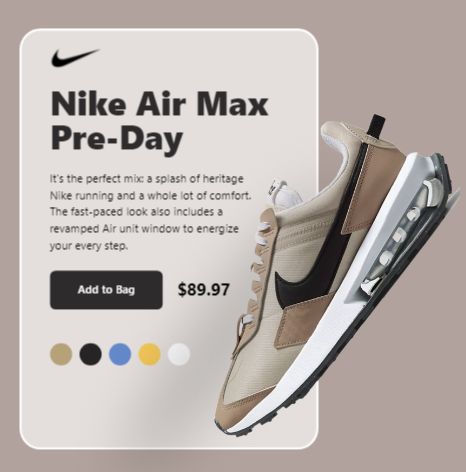 Nike Air Max
Pre-Day
It's the perfect mix: a splash of heritage
Nike running and a whole lot of comfort.
The fast-paced look also includes a
revamped Air unit window to energize
your every step.
Add to Bag
$89.97